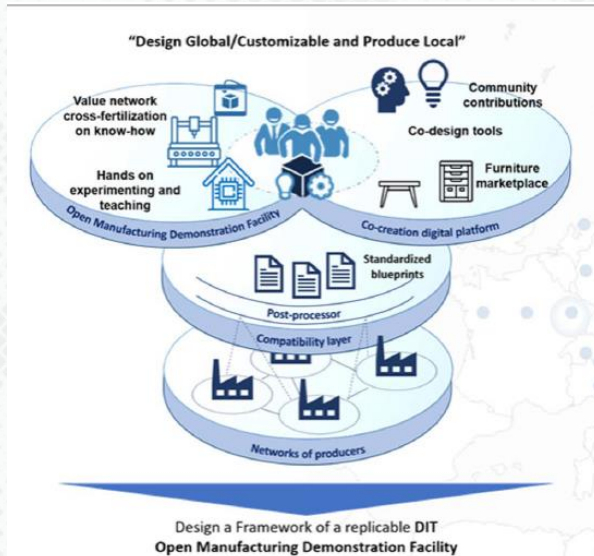 "Design Global/Customizable and Produce Local"
Value network
cross-fertilization
on know-how
Hands on
experimenting and
teaching
Open Manufacturing Demonstration Facility
Community
contributions
Co-design tools
Furniture
marketplace
Co-creation digital platform
Standardized
blueprints
Post-processor
Compatibility layer
Networks of producers
Design a Framework of a replicable DIT
Open Manufacturing Demonstration Facility